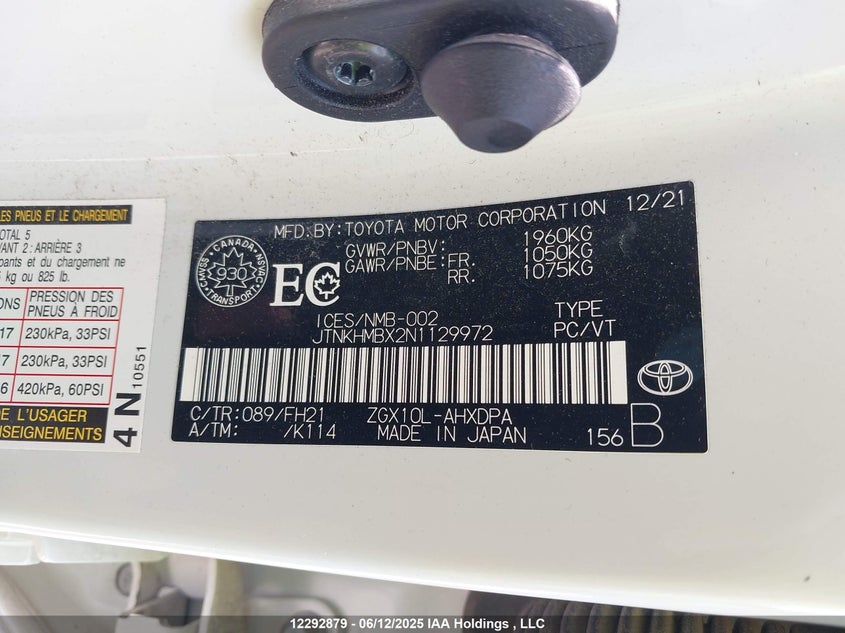 LES PNEUS ET LE CHARGEMENT
TOTAL 5
VANT 2 : ARRIÈRE 3
pants et du chargement ne
kg ou 825 lb.
ONS
PRESSION DES
PNEUS À FROID
17
230kPa, 33PSI
7
230kPa, 33PSI
6
420kPa, 60PSI
DE L'USAGER
NSEIGNEMENTS
4 N 10551
MFD.BY:TOYOTA MOTOR CORPORATION 12/21
GVWR/PNBV: 1960KG
GAWR/PNBE:FR. 1050KG
RR. 1075KG
CANADA
930
TRANSPORT
CMVSS
NSVAC
EC
ICES/NMB-002
JTNKHMBX2N1129972
TYPE
PC/VT
C/TR:089/FH21 ZGX10L-AHXDPA
A/TM: /K114 MADE IN JAPAN
156 B
12292879 - 06/12/2025 IAA Holdings , LLC